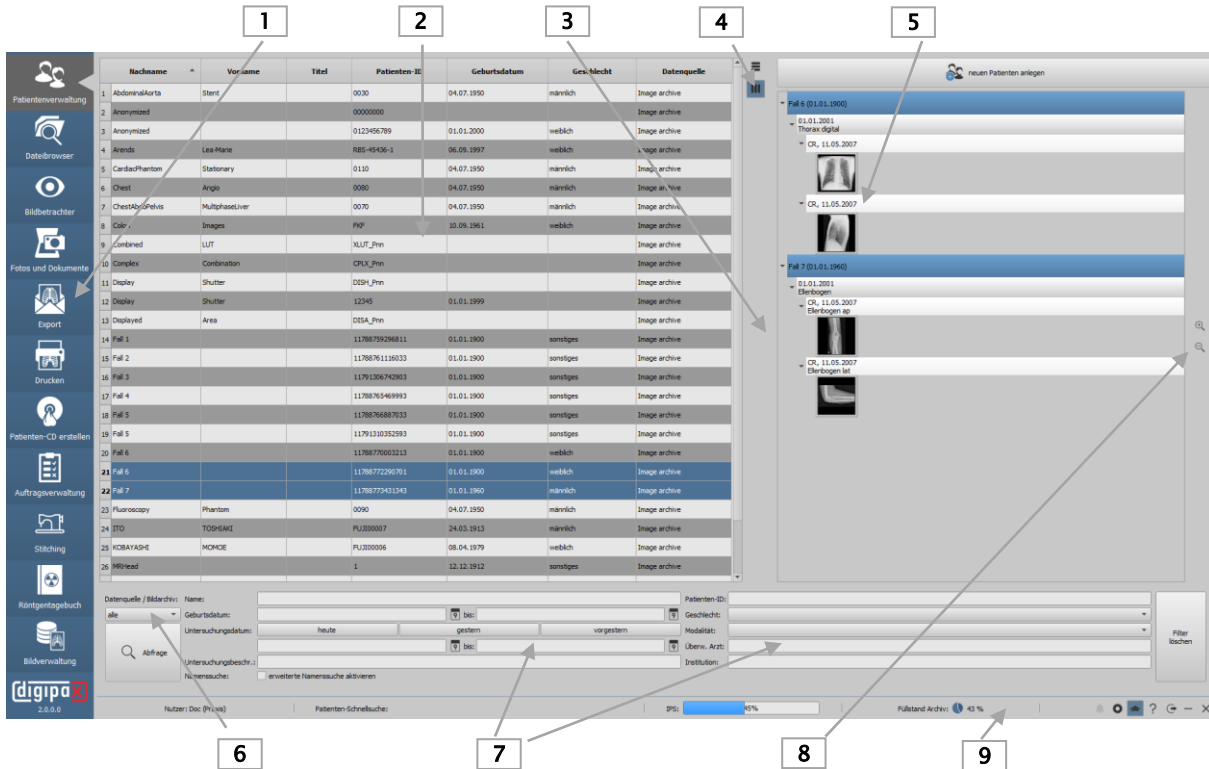 1 2 3 4 5
Patientenverwaltung
Dateibrowser
Bildbetrachter
Fotos und Dokumente
Export
Drucken
Patienten-CD erstellen
Auftragsverwaltung
Stitching
Röntgentagebuch
Bildverwaltung
digipax
2.0.0.0
Nachname Vorname Titel Patienten-ID Geburtsdatum Geschlecht Datenquelle
1 AbdominalAorta Stent 0030 04.07.1950 männlich Image archive
2 Anonymized 00000000 Image archive
3 Anonymized 0123456789 01.01.2000 weiblich Image archive
4 Arends Lea-Marie RBS-45436-1 06.09.1997 weiblich Image archive
5 CardiacPhantom Stationary 0110 04.07.1950 männlich Image archive
6 Chest Angio 0080 04.07.1950 männlich Image archive
7 ChestAbdoPelvis MultiphaseLiver 0070 04.07.1950 männlich Image archive
8 Color Images FKF 10.09.1961 weiblich Image archive
9 Combined LUT XLUT_Pnn Image archive
10 Complex Combination CPLX_Pnn Image archive
11 Display Shutter DISH_Pnn Image archive
12 Display Shutter 12345 01.01.1999 Image archive
13 Displayed Area DISA_Pnn Image archive
14 Fall 1 11788759296811 01.01.1900 sonstiges Image archive
15 Fall 2 11788761116033 01.01.1900 sonstiges Image archive
16 Fall 3 11791306742903 01.01.1900 sonstiges Image archive
17 Fall 4 11788765469993 01.01.1900 sonstiges Image archive
18 Fall 5 11788766887033 01.01.1900 sonstiges Image archive
19 Fall 5 11791310352593 01.01.1900 sonstiges Image archive
20 Fall 6 11788770003213 01.01.1900 weiblich Image archive
21 Fall 6 11788772290701 01.01.1900 weiblich Image archive
22 Fall 7 11788773431343 01.01.1960 männlich Image archive
23 Fluoroscopy Phantom 0090 04.07.1950 männlich Image archive
24 ITO TOSHIAKI FUJI00007 24.03.1913 männlich Image archive
25 KOBAYASHI MOMOE FUJI00006 08.04.1979 weiblich Image archive
26 MRHead 1 12.12.1912 sonstiges Image archive
neuen Patienten anlegen
Fall 6 (01.01.1900)
01.01.2001
Thorax digital
CR, 11.05.2007
CR, 11.05.2007
Fall 7 (01.01.1960)
01.01.2001
Ellenbogen
CR, 11.05.2007
Ellenbogen ap
CR, 11.05.2007
Ellenbogen lat
Datenquelle / Bildarchiv: Name: Patienten-ID:
alle Geburtsdatum: bis: Geschlecht:
Untersuchungsdatum: heute gestern vorgestern Modalität:
Abfrage bis: Überw. Arzt:
Untersuchungsbeschr.: Institution:
Namenssuche: erweiterte Namenssuche aktivieren
Filter
löschen
Nutzer: Doc (Praxis) Patienten-Schnellsuche: IPS: 45% Füllstand Archiv: 43 %
6 7 8 9